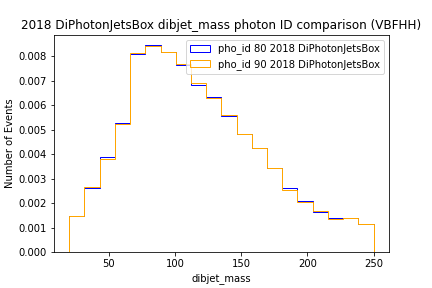 2018 DiPhotonJetsBox dibjet_mass photon ID comparison (VBFHH)
pho_id 80 2018 DiPhotonJetsBox
pho_id 90 2018 DiPhotonJetsBox
Number of Events
0.008
0.007
0.006
0.005
0.004
0.003
0.002
0.001
0.000
50
100
150
200
250
dibjet_mass